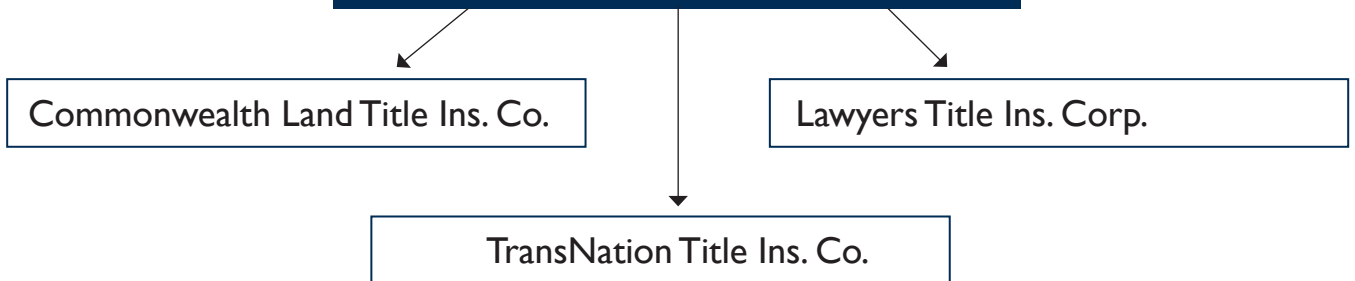 Commonwealth Land Title Ins. Co.
Lawyers Title Ins. Corp.
TransNation Title Ins. Co.